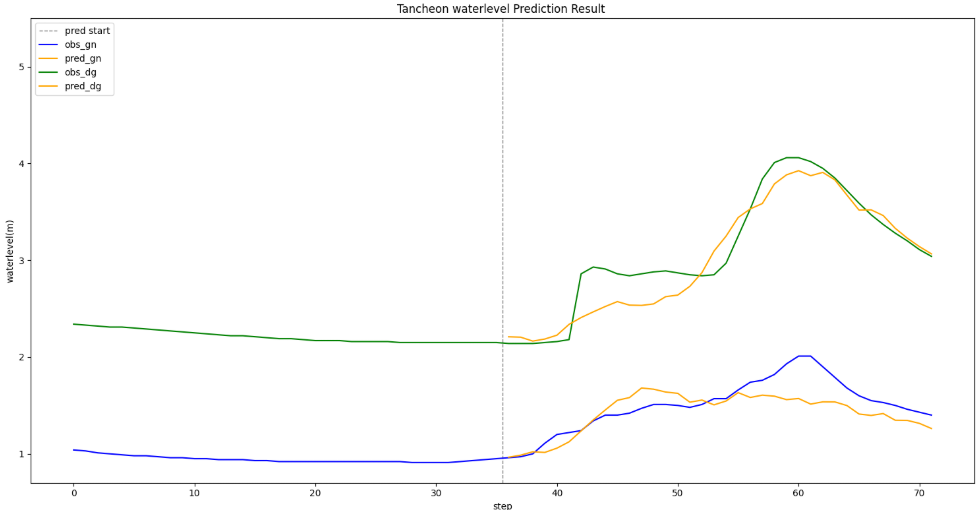 Tancheon waterlevel Prediction Result
pred start
obs_gn
pred_gn
obs_dg
pred_dg
5
4
3
2
1
waterlevel(m)
0 10 20 30 40 50 60 70
step